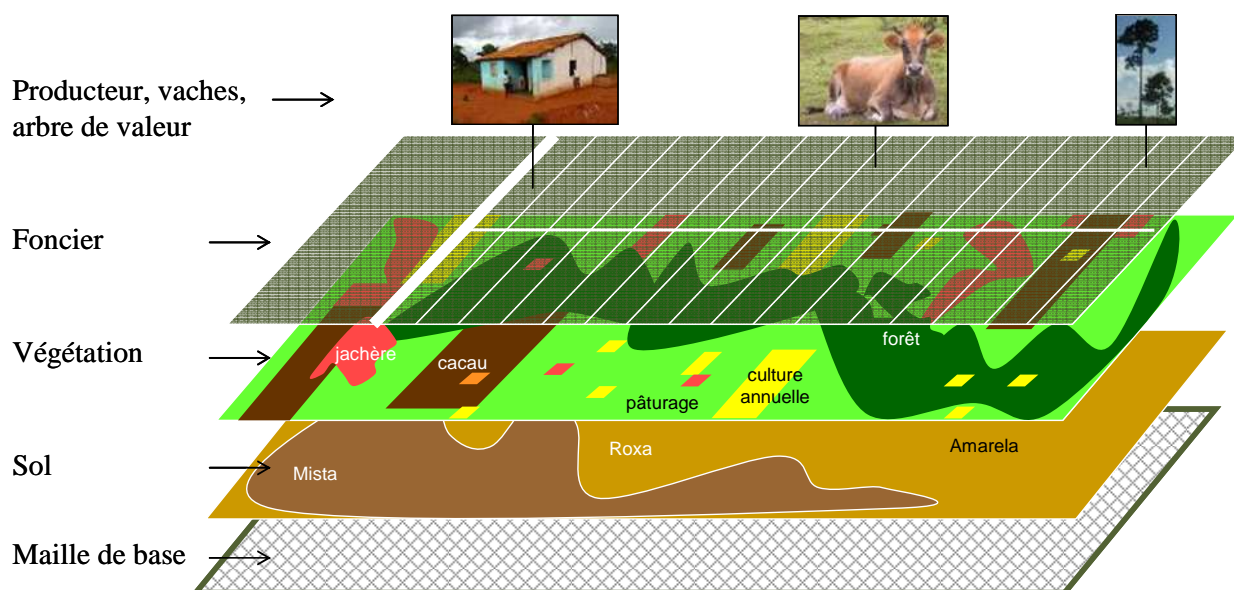 Producteur, vaches,
arbre de valeur
Foncier
Végétation
jachère
cacau
pâturage
culture
annuelle
forêt
Sol
Mista
Roxa
Amarela
Maille de base